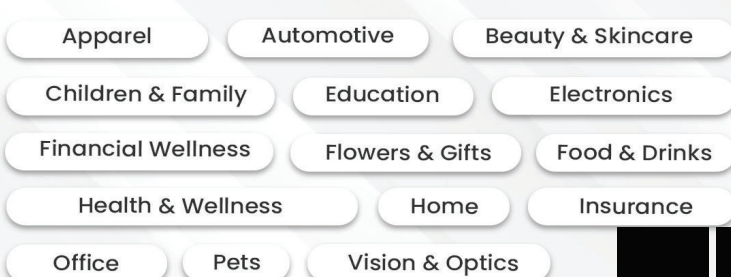 Apparel Automotive Beauty & Skincare
Children & Family Education Electronics
Financial Wellness Flowers & Gifts Food & Drinks
Health & Wellness Home Insurance
Office Pets Vision & Optics